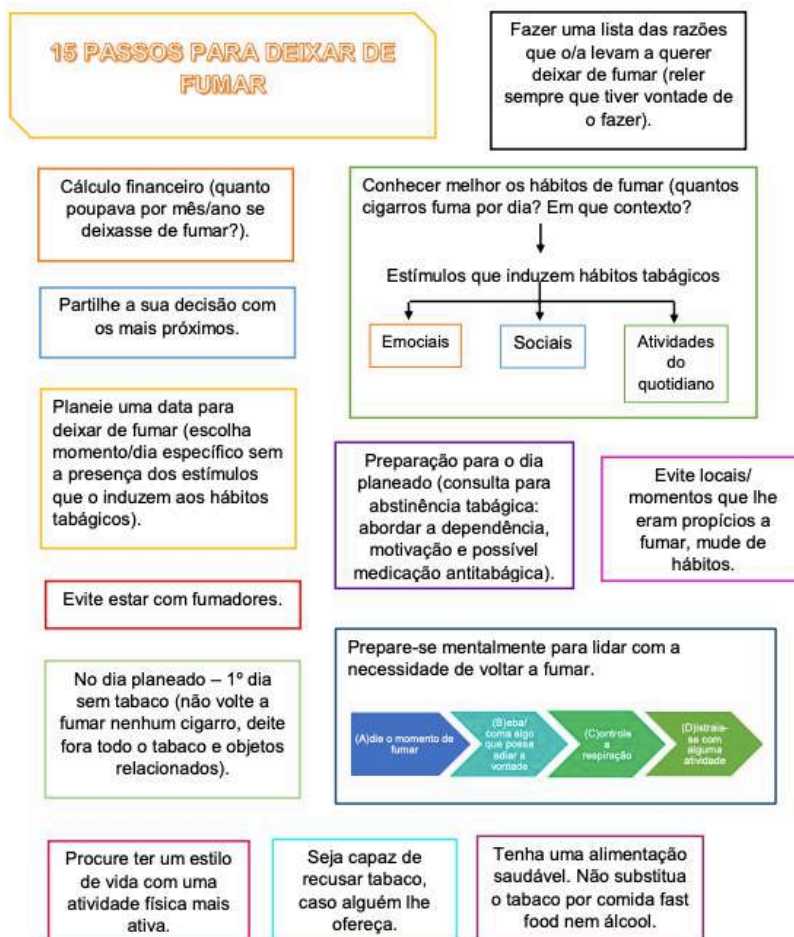 15 PASSOS PARA DEIXAR DE
FUMAR
Fazer uma lista das razões
que o/a levam a querer
deixar de fumar (reler
sempre que tiver vontade de
o fazer).
Cálculo financeiro (quanto
poupava por mês/ano se
deixasse de fumar?).
Conhecer melhor os hábitos de fumar (quantos
cigarros fuma por dia? Em que contexto?
Estímulos que induzem hábitos tabágicos
Emociais
Sociais
Atividades
do
quotidiano
Partilhe a sua decisão com
os mais próximos.
Planeie uma data para
deixar de fumar (escolha
momento/dia específico sem
a presença dos estímulos
que o induzem aos hábitos
tabágicos).
Preparação para o dia
planeado (consulta para
abstinência tabágica:
abordar a dependência,
motivação e possível
medicação antitabágica).
Evite locais/
momentos que lhe
eram propícios a
fumar, mude de
hábitos.
Evite estar com fumadores.
Prepare-se mentalmente para lidar com a
necessidade de voltar a fumar.
(A)die o momento de
fumar
(B)eba/
coma algo
que possa
adiar a
vontade
(C)ontrole
a
respiração
(D)istraia-
se com
alguma
atividade
No dia planeado – 1º dia
sem tabaco (não volte a
fumar nenhum cigarro, deite
fora todo o tabaco e objetos
relacionados).
Procure ter um estilo
de vida com uma
atividade física mais
ativa.
Seja capaz de
recusar tabaco,
caso alguém lhe
ofereça.
Tenha uma alimentação
saudável. Não substitua
o tabaco por comida fast
food nem álcool.